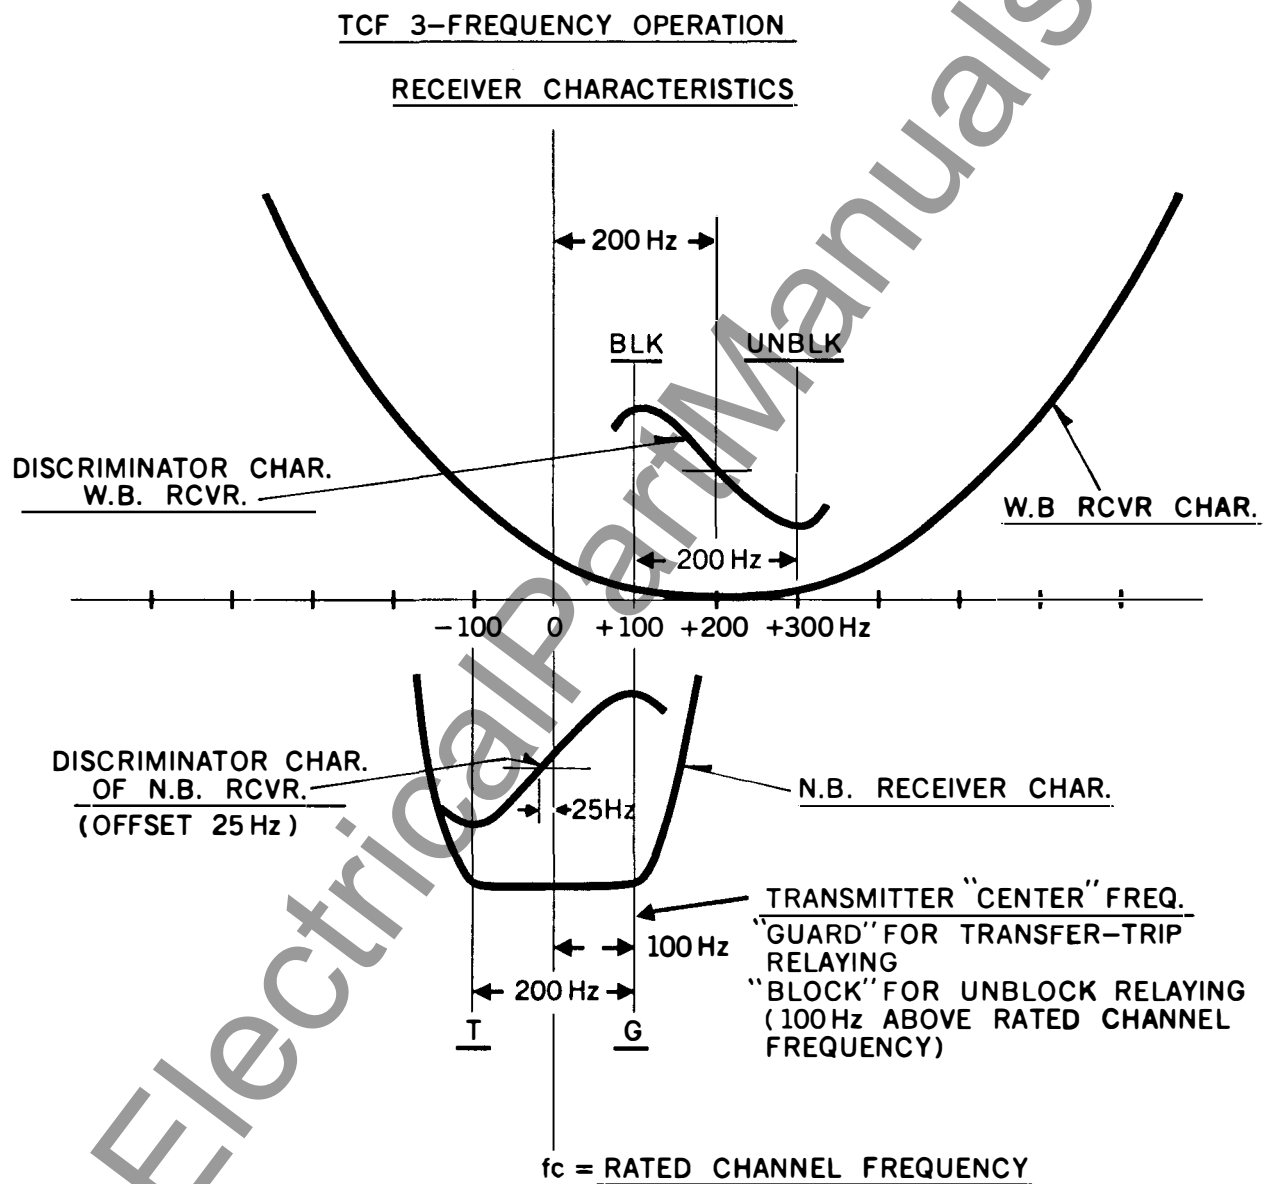 TCF 3-FREQUENCY OPERATION
RECEIVER CHARACTERISTICS
200 Hz
BLK
UNBLK
DISCRIMINATOR CHAR.
W.B. RCVR.
W.B RCVR CHAR.
200 Hz
-100 0 +100 +200 +300 Hz
DISCRIMINATOR CHAR.
OF N.B. RCVR.
(OFFSET 25 Hz)
25Hz
N.B. RECEIVER CHAR.
TRANSMITTER "CENTER" FREQ.
"GUARD" FOR TRANSFER-TRIP
RELAYING
"BLOCK" FOR UNBLOCK RELAYING
(100 Hz ABOVE RATED CHANNEL
FREQUENCY)
100 Hz
200 Hz
T
G
fc = RATED CHANNEL FREQUENCY
ElectricalPartManuals